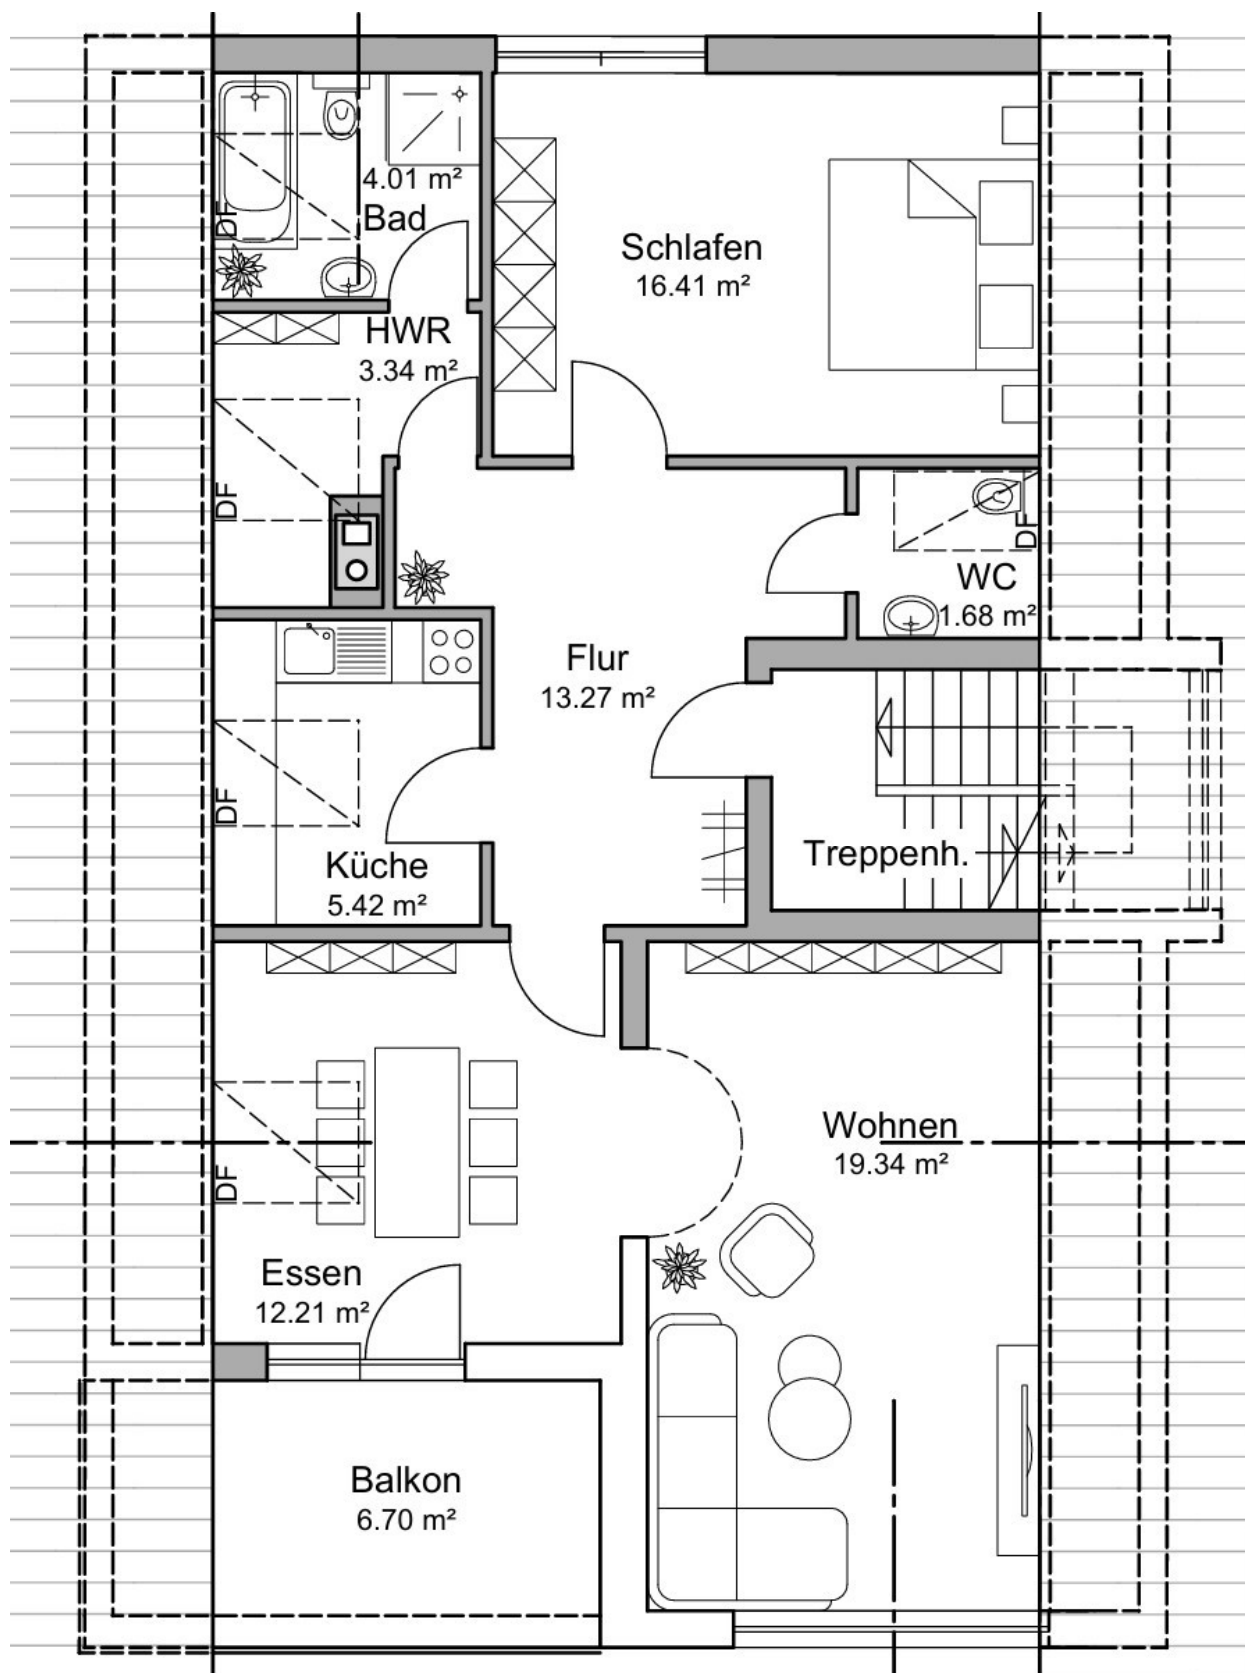 4.01 m²
Bad
DF
Schlafen
16.41 m²
HWR
3.34 m²
DF
DF
WC
1.68 m²
Flur
13.27 m²
DF
Küche
5.42 m²
Treppenh.
Wohnen
19.34 m²
DF
Essen
12.21 m²
Balkon
6.70 m²